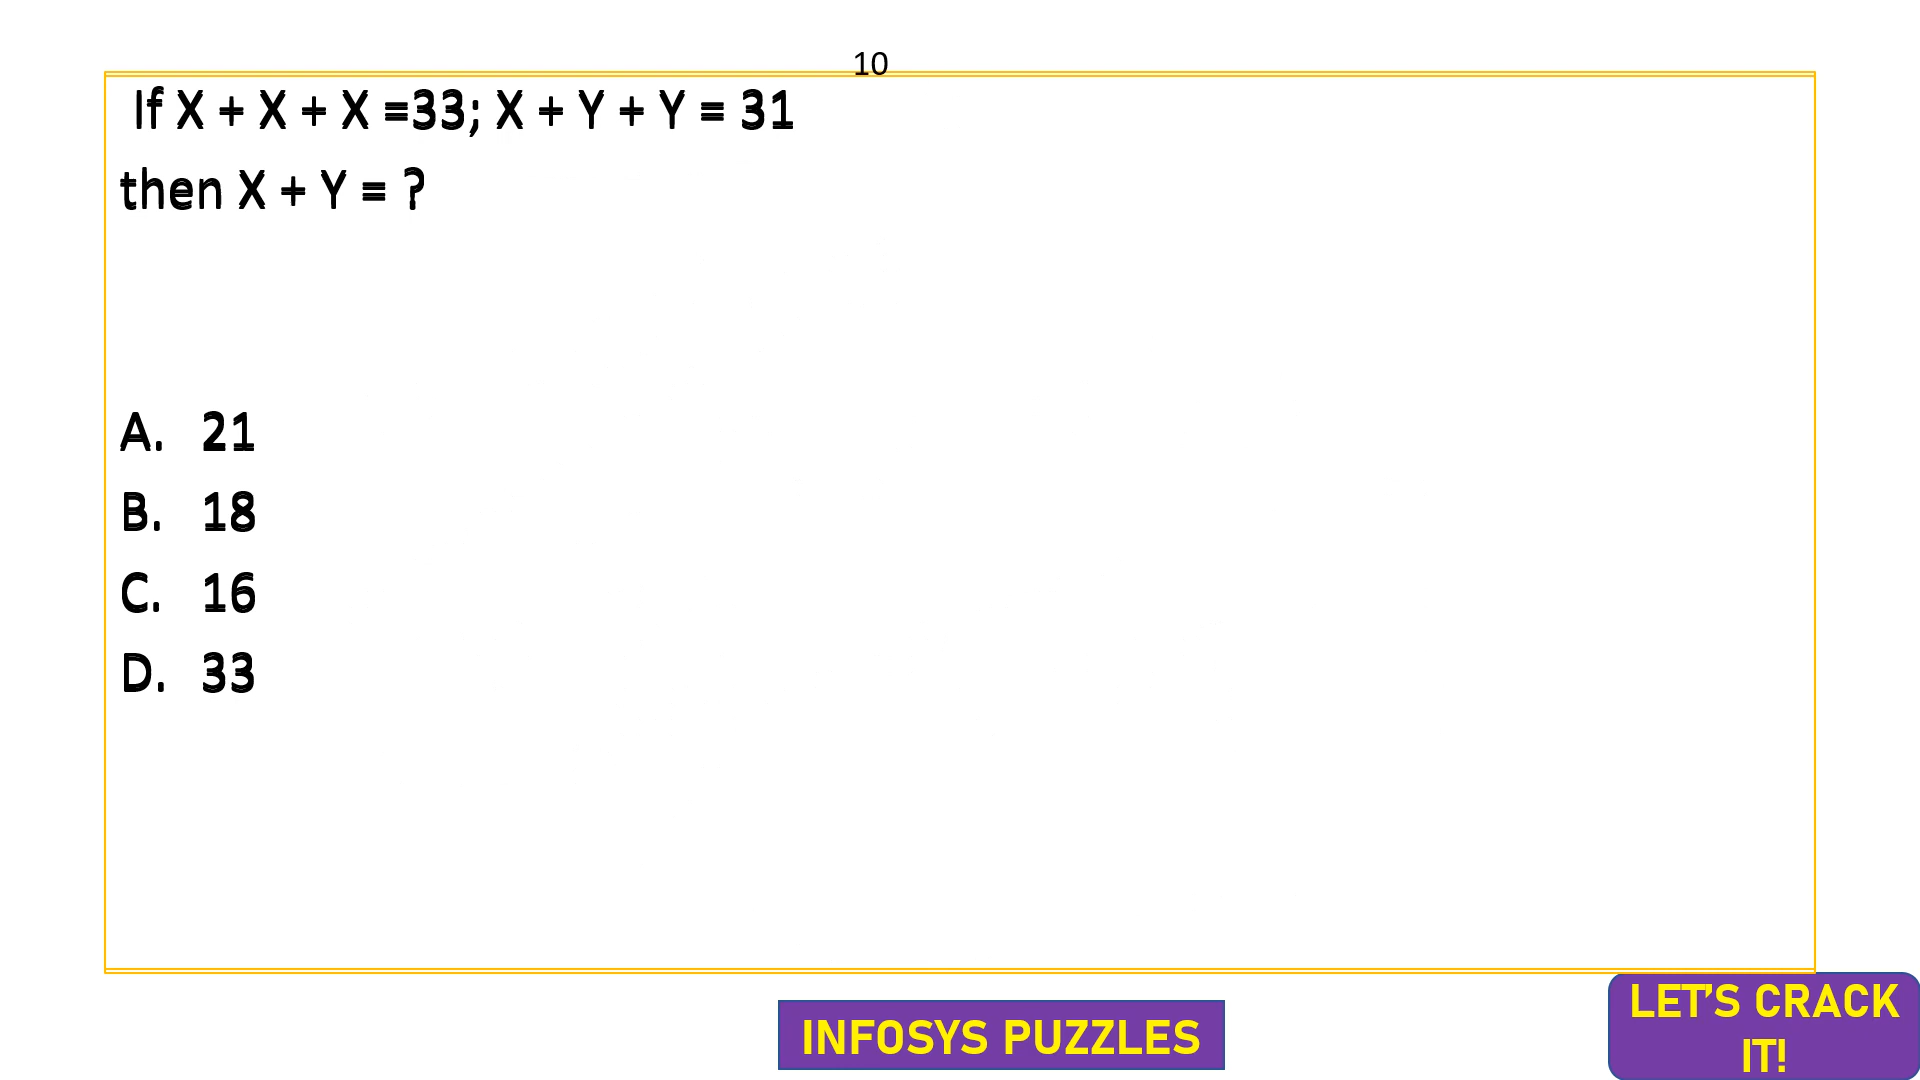 10
If X + X + X =33; X + Y + Y = 31
then X + Y = ?
A. 21
B. 18
C. 16
D. 33
INFOSYS PUZZLES
LET'S CRACK
IT!